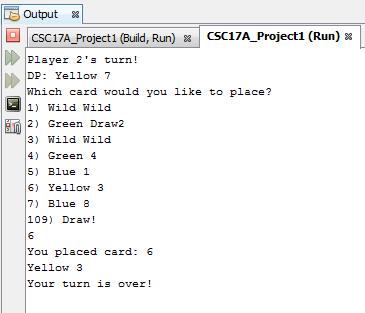 Output
CSC17A_Project1 (Build, Run)
CSC17A_Project1 (Run)
Player 2's turn!
DP: Yellow 7
Which card would you like to place?
1) Wild Wild
2) Green Draw2
3) Wild Wild
4) Green 4
5) Blue 1
6) Yellow 3
7) Blue 8
109) Draw!
6
You placed card: 6
Yellow 3
Your turn is over!